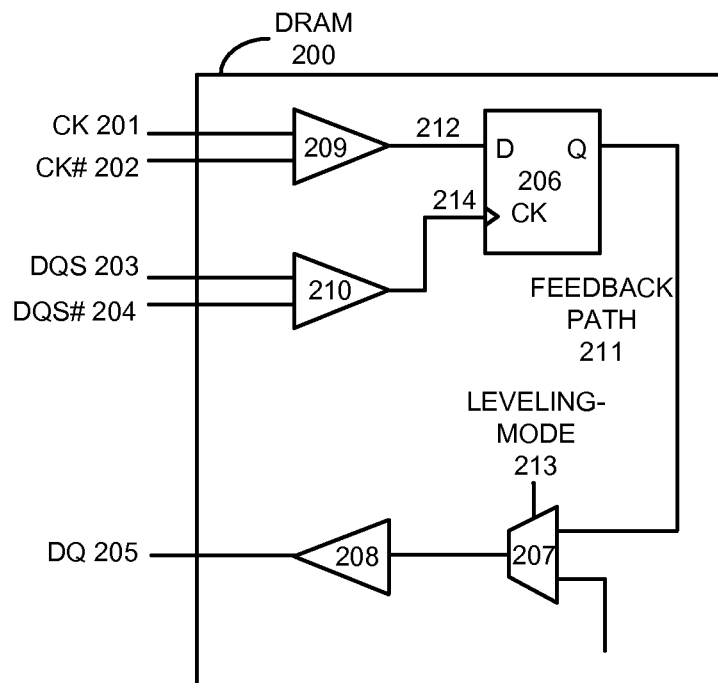 DRAM
200
CK 201
CK# 202
209
212
D Q
206
CK
214
DQS 203
DQS# 204
210
FEEDBACK
PATH
211
LEVELING-
MODE
213
DQ 205
208
207